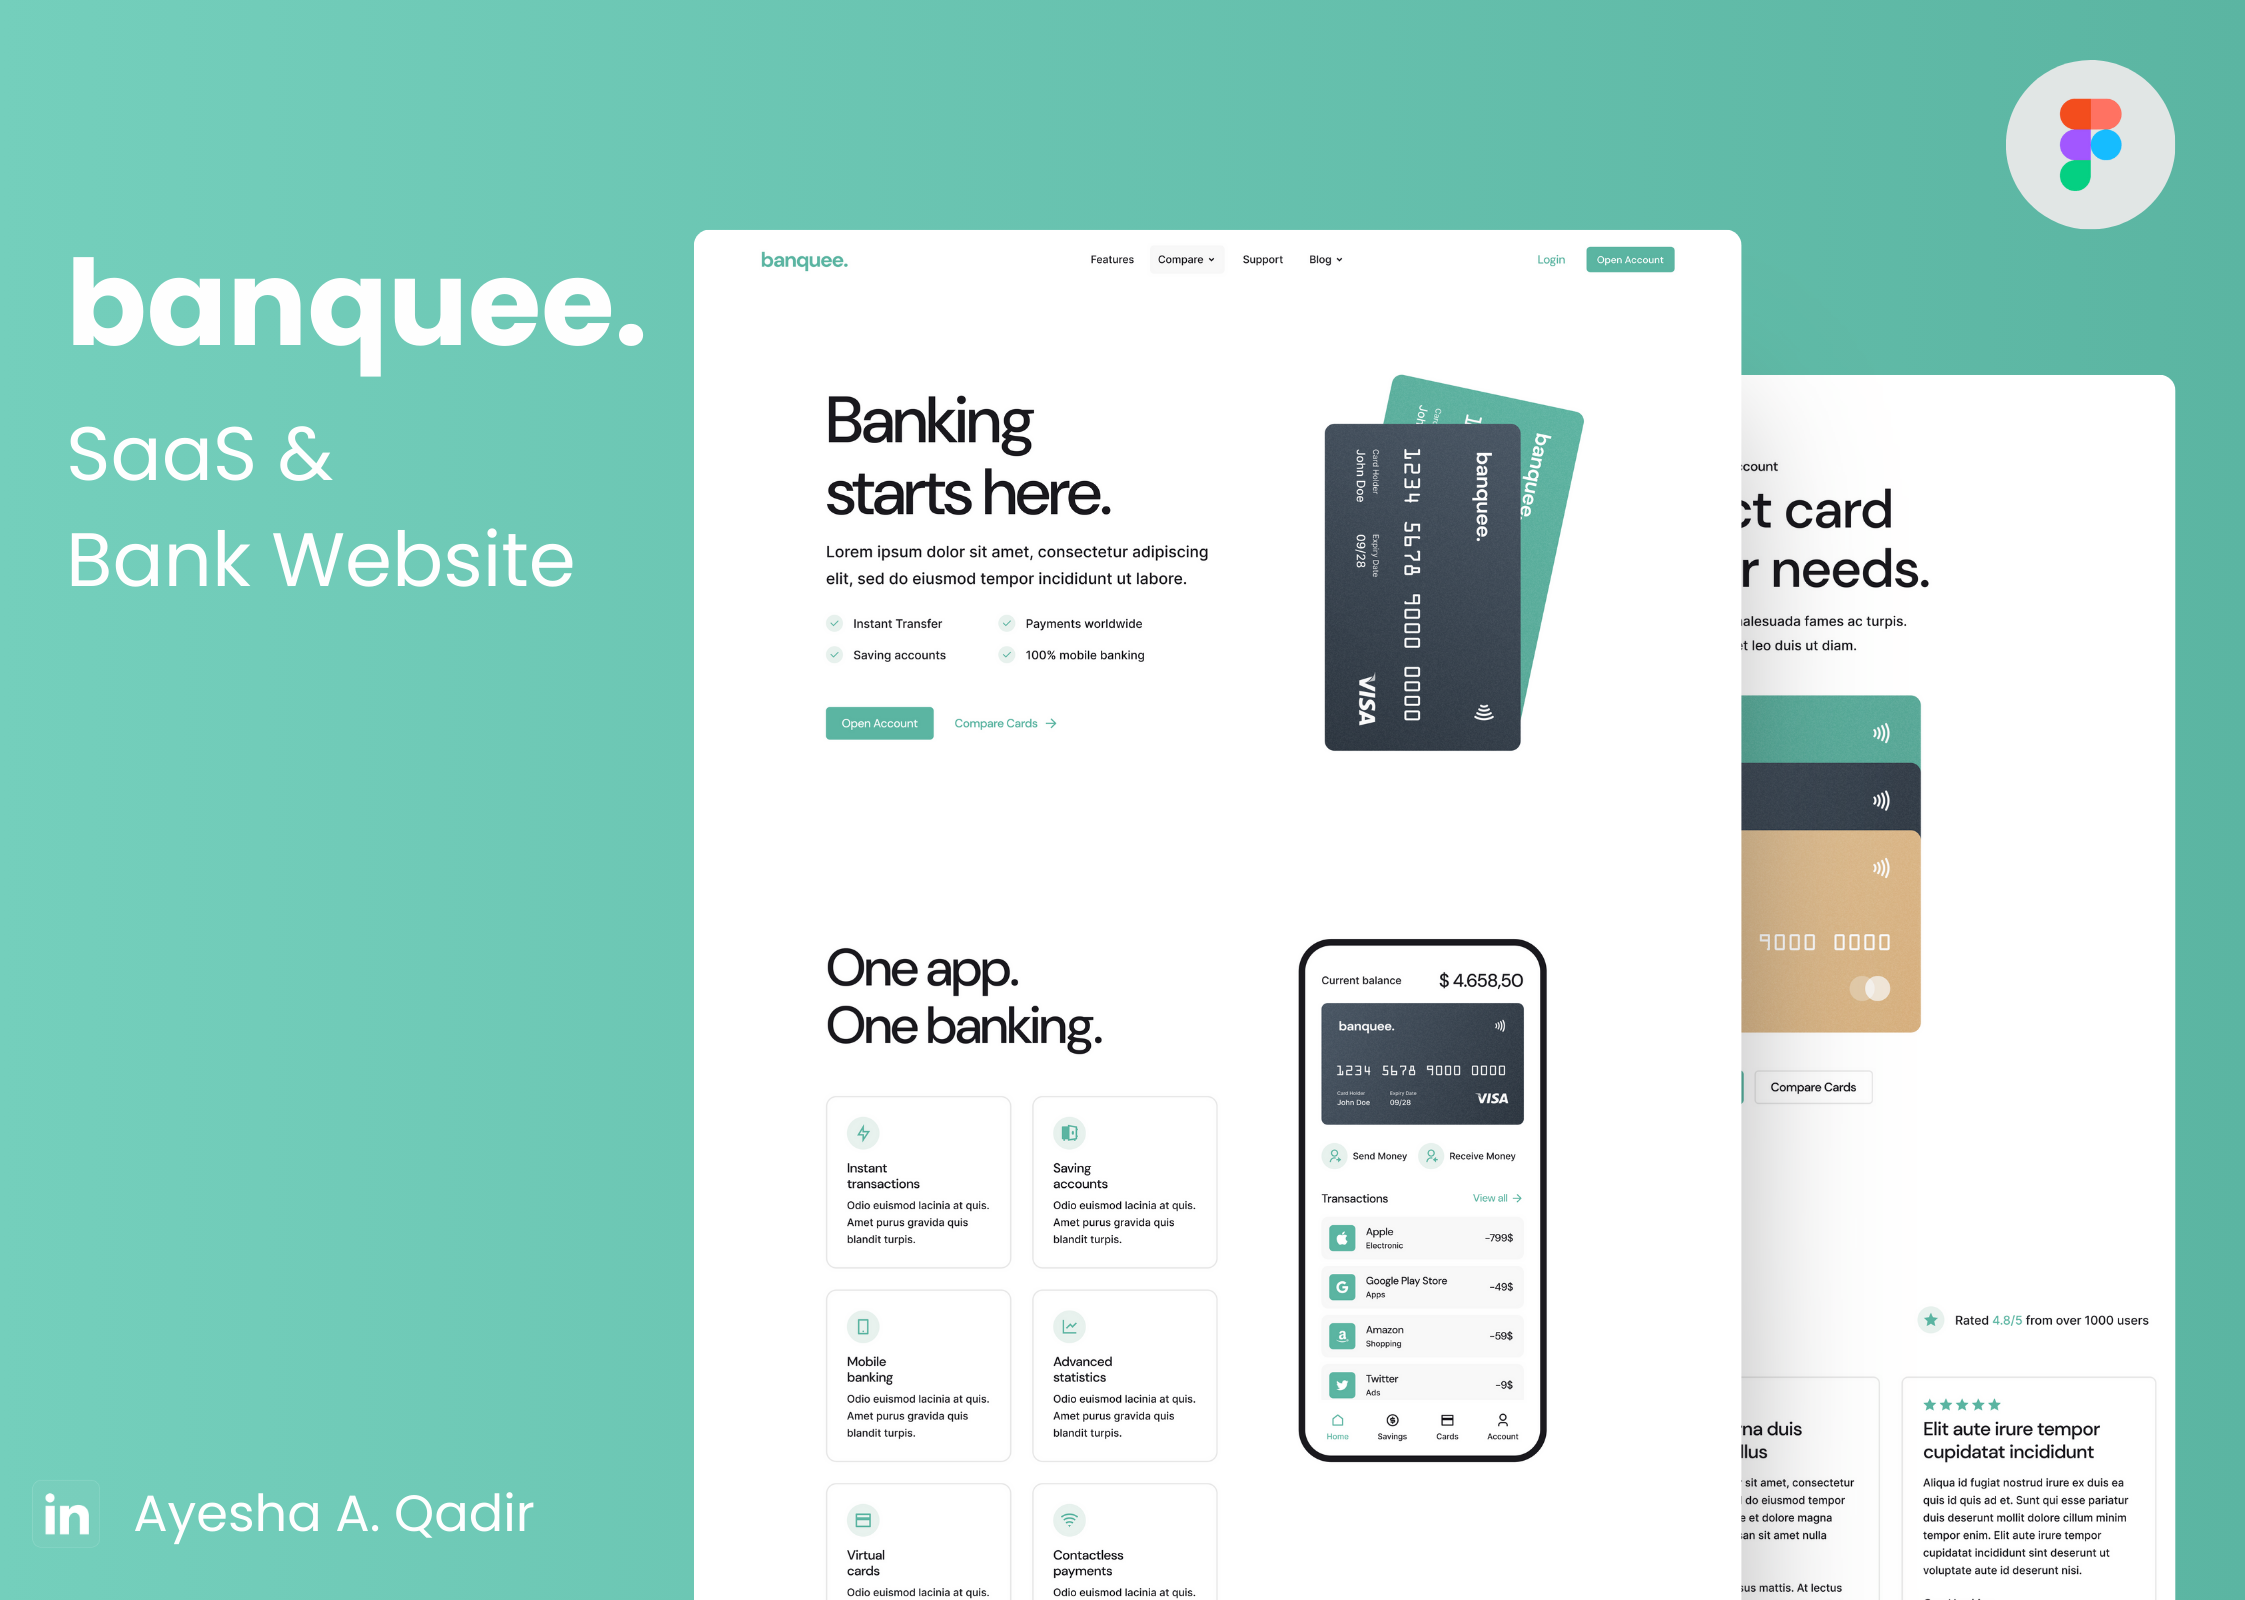 banquee.
SaaS &
Bank Website
in Ayesha A. Qadir
banquee.
Features
Compare
Support
Blog
Login
Open Account
Banking
starts here.
Lorem ipsum dolor sit amet, consectetur adipiscing
elit, sed do eiusmod tempor incididunt ut labore.
Instant Transfer
Payments worldwide
Saving accounts
100% mobile banking
Open Account
Compare Cards
banquee.
banquee.
1234 5678 9000 0000
Card Holder
John Doe
Expiry Date
09/28
VISA
One app.
One banking.
Instant
transactions
Odio euismod lacinia at quis.
Amet purus gravida quis
blandit turpis.
Saving
accounts
Odio euismod lacinia at quis.
Amet purus gravida quis
blandit turpis.
Mobile
banking
Odio euismod lacinia at quis.
Amet purus gravida quis
blandit turpis.
Advanced
statistics
Odio euismod lacinia at quis.
Amet purus gravida quis
blandit turpis.
Virtual
cards
Odio euismod lacinia at quis.
Contactless
payments
Odio euismod lacinia at quis.
Current balance
$ 4.658,50
banquee.
1234 5678 9000 0000
Card Holder
John Doe
Expiry Date
09/28
VISA
Send Money
Receive Money
Transactions
View all
Apple
Electronic
-799$
Google Play Store
Apps
-49$
Amazon
Shopping
-59$
Twitter
Ads
-9$
Home
Savings
Cards
Account
card
needs.
fames ac turpis.
leo duis ut diam.
9000 0000
Compare Cards
Rated 4.8/5 from over 1000 users
duis
sit amet, consectetur
do eiusmod tempor
et dolore magna
sit amet nulla
mattis. At lectus
Elit aute irure tempor
cupidatat incididunt
Aliqua id fugiat nostrud irure ex duis ea
quis id quis ad et. Sunt qui esse pariatur
duis deserunt mollit dolore cillum minim
tempor enim. Elit aute irure tempor
cupidatat incididunt sint deserunt ut
voluptate aute id deserunt nisi.